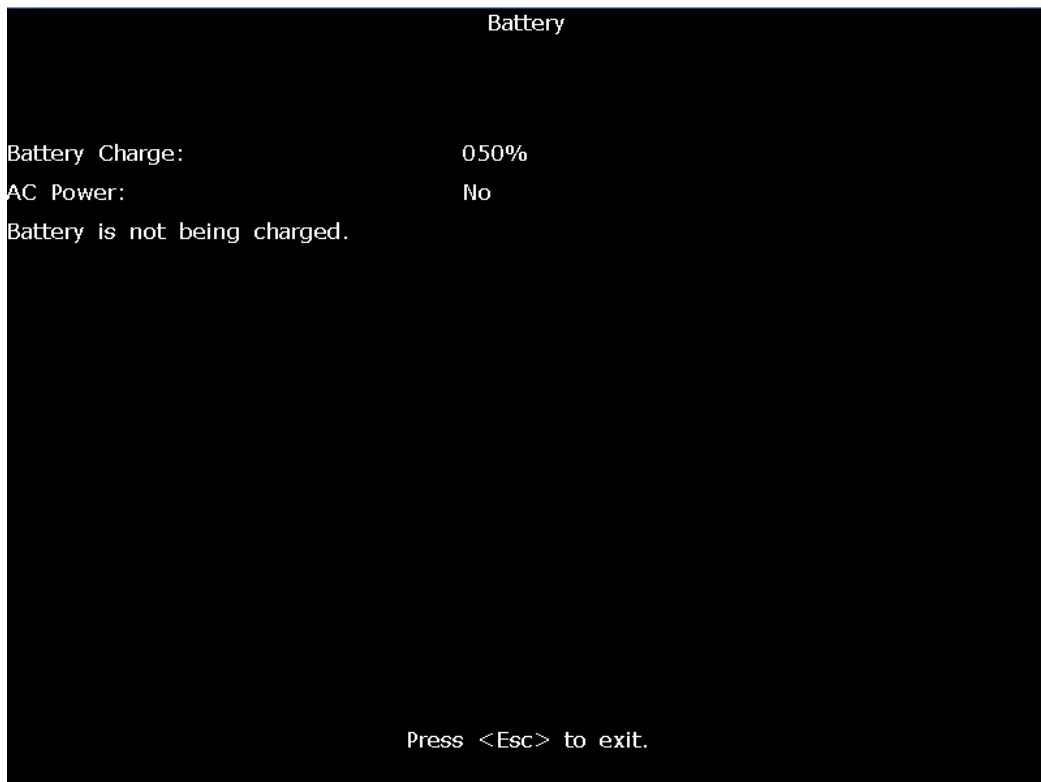 Battery
Battery Charge: 050%
AC Power: No
Battery is not being charged.
Press <Esc> to exit.